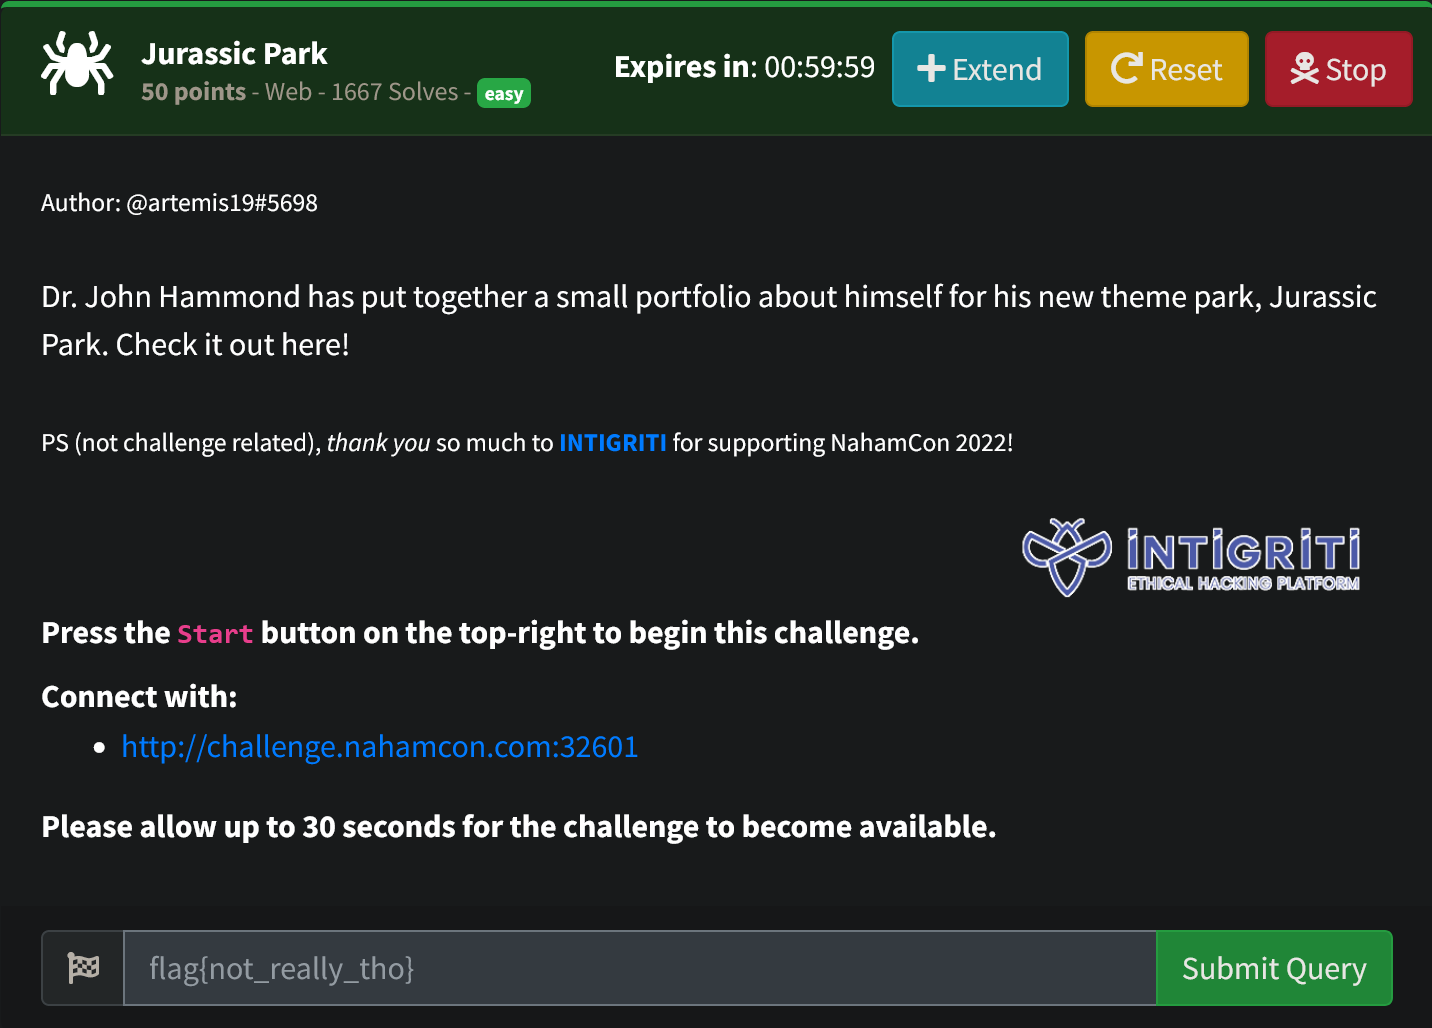 Jurassic Park
50 points - Web - 1667 Solves - easy
Expires in: 00:59:59
Extend
Reset
Stop
Author: @artemis19#5698
Dr. John Hammond has put together a small portfolio about himself for his new theme park, Jurassic
Park. Check it out here!
PS (not challenge related), thank you so much to INTIGRITI for supporting NahamCon 2022!
INTIGRITI
ETHICAL HACKING PLATFORM
Press the Start button on the top-right to begin this challenge.
Connect with:
• http://challenge.nahamcon.com:32601
Please allow up to 30 seconds for the challenge to become available.
flag{not_really_tho}
Submit Query